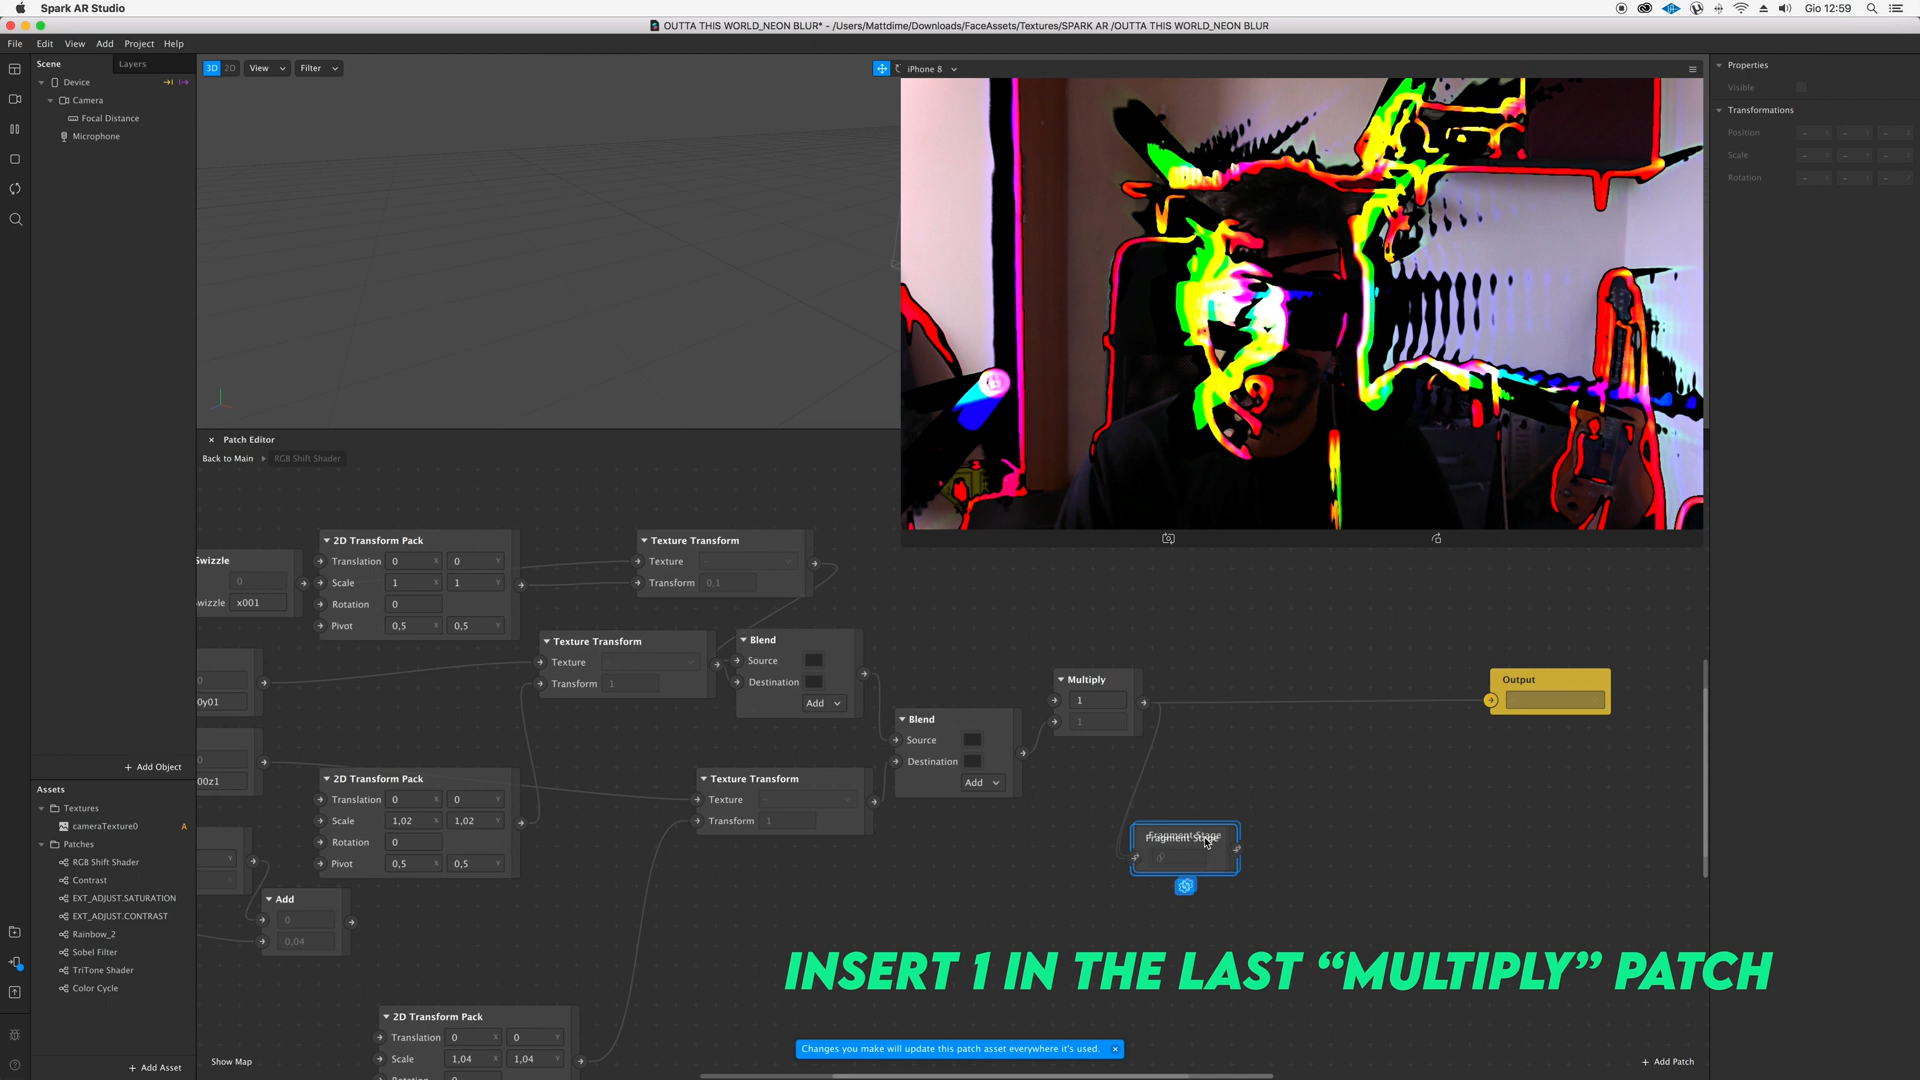 Spark AR Studio
Gio 12:59
OUTTA THIS WORLD_NEON BLUR* - /Users/Mattdime/Downloads/FaceAssets/Textures/SPARK AR /OUTTA THIS WORLD_NEON BLUR
File Edit View Add Project Help
Scene Layers
Device
Camera
Focal Distance
Microphone
3D 2D View Filter
iPhone 8
Properties
Visible
Transformations
Position
Scale
Rotation
Patch Editor
Back to Main RGB Shift Shader
Swizzle
0
wizzle x001
2D Transform Pack
Translation 0 X 0 Y
Scale 1 X 1 Y
Rotation 0
Pivot 0,5 X 0,5 Y
Texture Transform
Texture
Transform 0,1
Texture Transform
Texture
Transform 1
Blend
Source
Destination
Add
0
0y01
0
00z1
Blend
Source
Destination
Add
Multiply
1
1
Output
2D Transform Pack
Translation 0 X 0 Y
Scale 1,02 X 1,02 Y
Rotation 0
Pivot 0,5 X 0,5 Y
Texture Transform
Texture
Transform 1
Fragment Stage
Fragment Stage
Add
0
0,04
2D Transform Pack
Translation 0 X 0 Y
Scale 1,04 X 1,04 Y
+ Add Object
Assets
Textures
cameraTexture0 A
Patches
RGB Shift Shader
Contrast
EXT_ADJUST.SATURATION
EXT_ADJUST.CONTRAST
Rainbow_2
Sobel Filter
TriTone Shader
Color Cycle
+ Add Asset
INSERT 1 IN THE LAST “MULTIPLY” PATCH
Changes you make will update this patch asset everywhere it's used.
Show Map
+ Add Patch